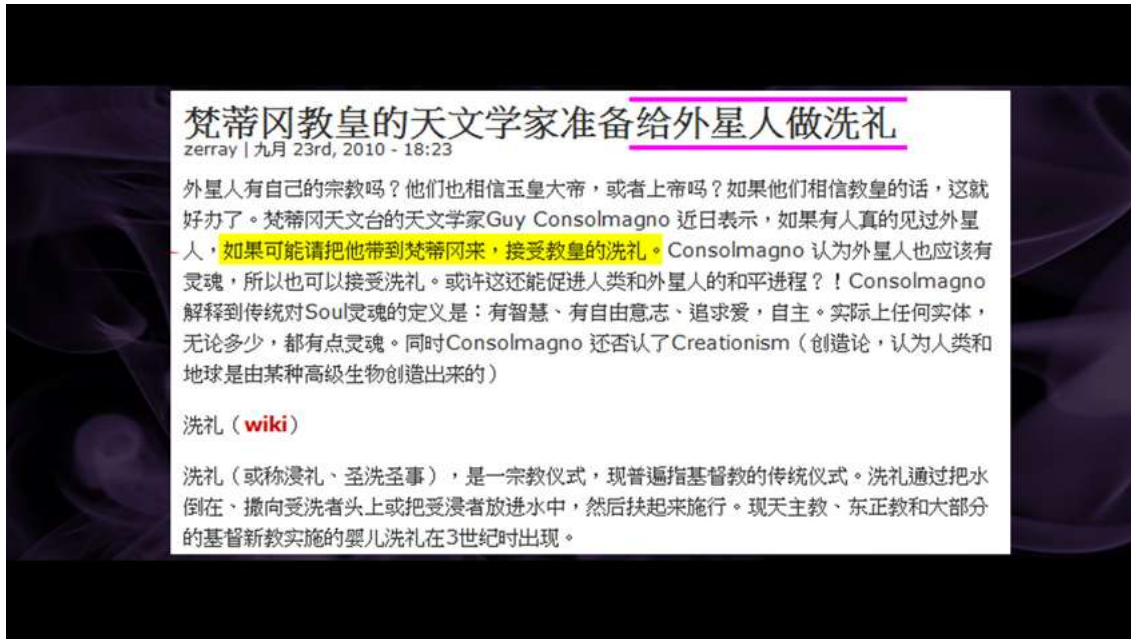 梵蒂冈教皇的天文学家准备给外星人做洗礼
zerray | 九月 23rd, 2010 - 18:23
外星人有自己的宗教吗？他们也相信玉皇大帝，或者上帝吗？如果他们相信教皇的话，这就
好办了。梵蒂冈天文台的天文学家Guy Consolmagno 近日表示，如果有人真的见过外星
人，如果可能请把他带到梵蒂冈来，接受教皇的洗礼。Consolmagno 认为外星人也应该有
灵魂，所以也可以接受洗礼。或许这还能促进人类和外星人的和平进程？！Consolmagno
解释到传统对Soul灵魂的定义是：有智慧、有自由意志、追求爱，自主。实际上任何实体，
无论多少，都有点灵魂。同时Consolmagno 还否认了Creationism（创造论，认为人类和
地球是由某种高级生物创造出来的）
洗礼（wiki）
洗礼（或称浸礼、圣洗圣事），是一宗教仪式，现普遍指基督教的传统仪式。洗礼通过把水
倒在、撒向受洗者头上或把受浸者放进水中，然后扶起来施行。现天主教、东正教和大部分
的基督新教实施的婴儿洗礼在3世纪时出现。